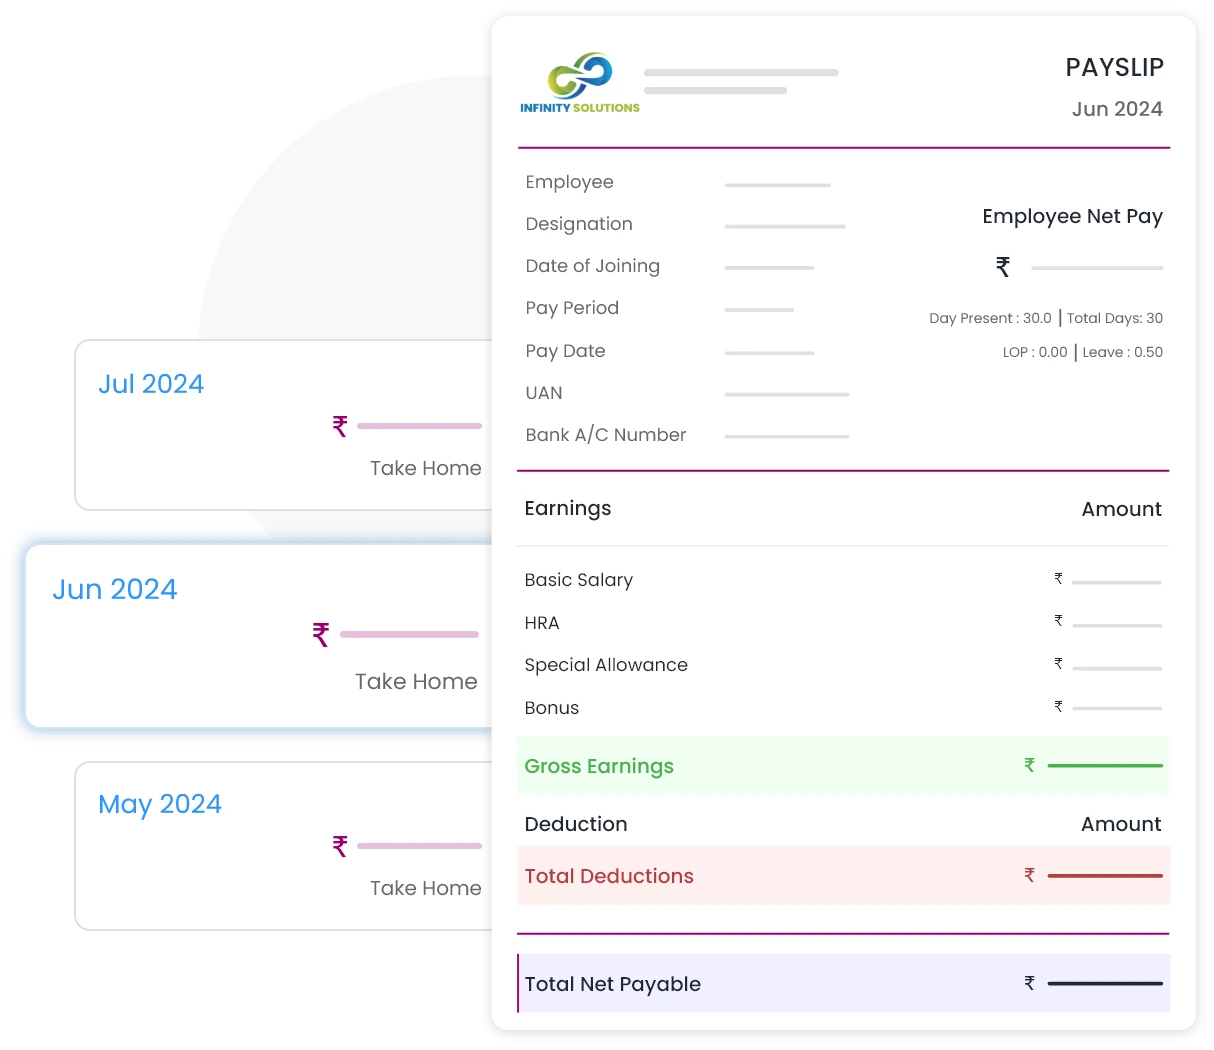 Jul 2024
₹
Take Home
Jun 2024
₹
Take Home
May 2024
₹
Take Home
INFINITY SOLUTIONS
PAYSLIP
Jun 2024
Employee
Designation
Date of Joining
Pay Period
Pay Date
UAN
Bank A/C Number
Employee Net Pay
₹
Day Present : 30.0 | Total Days: 30
LOP : 0.00 | Leave : 0.50
Earnings Amount
Basic Salary ₹
HRA ₹
Special Allowance ₹
Bonus ₹
Gross Earnings ₹
Deduction Amount
Total Deductions ₹
Total Net Payable ₹